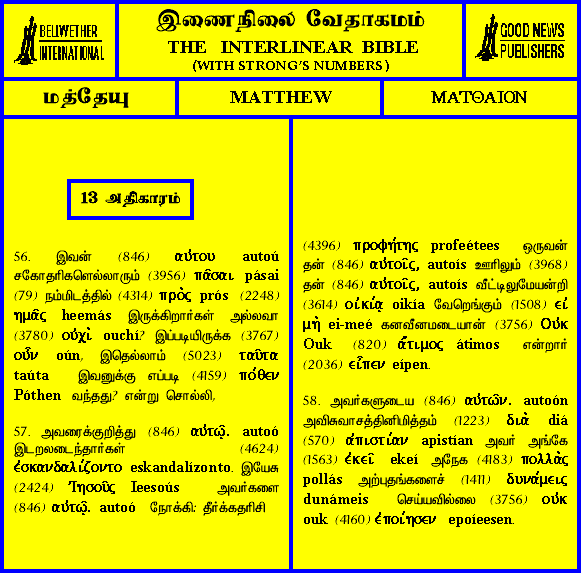 BELLWETHER
INTERNATIONAL
இணைநிலை வேதாகமம்
THE INTERLINEAR BIBLE
(WITH STRONG'S NUMBERS)
GOOD NEWS
PUBLISHERS
மத்தேயு
MATTHEW
ΜΑΤΘΑΙΟΝ
13 அதிகாரம்
56. இவன் (846) αὐτου autoú
சகோதரிகளெல்லாரும் (3956) πᾶσαι pásai
(79) நம்மிடத்தில் (4314) πρὸς prós (2248)
ημᾶς heemás இருக்கிறார்கள் அல்லவா
(3780) οὐχὶ ouchí? இப்படியிருக்க (3767)
οὖν oún, இதெல்லாம் (5023) ταῦτα
taúta இவனுக்கு எப்படி (4159) πόθεν
Póthen வந்தது? என்று சொல்லி,
57. அவரைக்குறித்து (846) αὐτῷ. autoó
இடறலடைந்தார்கள் (4624)
ἐσκανδαλίζοντο eskandalízonto. இயேசு
(2424) Ἰησοῦς Ieesoús அவர்களை
(846) αὐτῷ. autoó நோக்கி: தீர்க்கதரிசி
(4396) προφήτης profeétees ஒருவன்
தன் (846) αὐτοῖς, autoís ஊரிலும் (3968)
தன் (846) αὐτοῖς, autoís வீட்டிலுமேயன்றி
(3614) οἰκίᾳ oikía வேறெங்கும் (1508) εἰ
μὴ ei-meé கனவீனமடையான் (3756) Οὐκ
Ouk (820) ἄτιμος átimos என்றார்
(2036) εἶπεν eípen.
58. அவர்களுடைய (846) αὐτῶν. autoón
அவிசுவாசத்தினிமித்தம் (1223) διὰ diá
(570) ἀπιστίαν apistían அவர் அங்கே
(1563) ἐκεῖ ekeí அநேக (4183) πολλὰς
pollás அற்புதங்களைச் (1411) δυνάμεις
dunámeis செய்யவில்லை (3756) οὐκ
ouk (4160) ἐποίησεν epoíeesen.